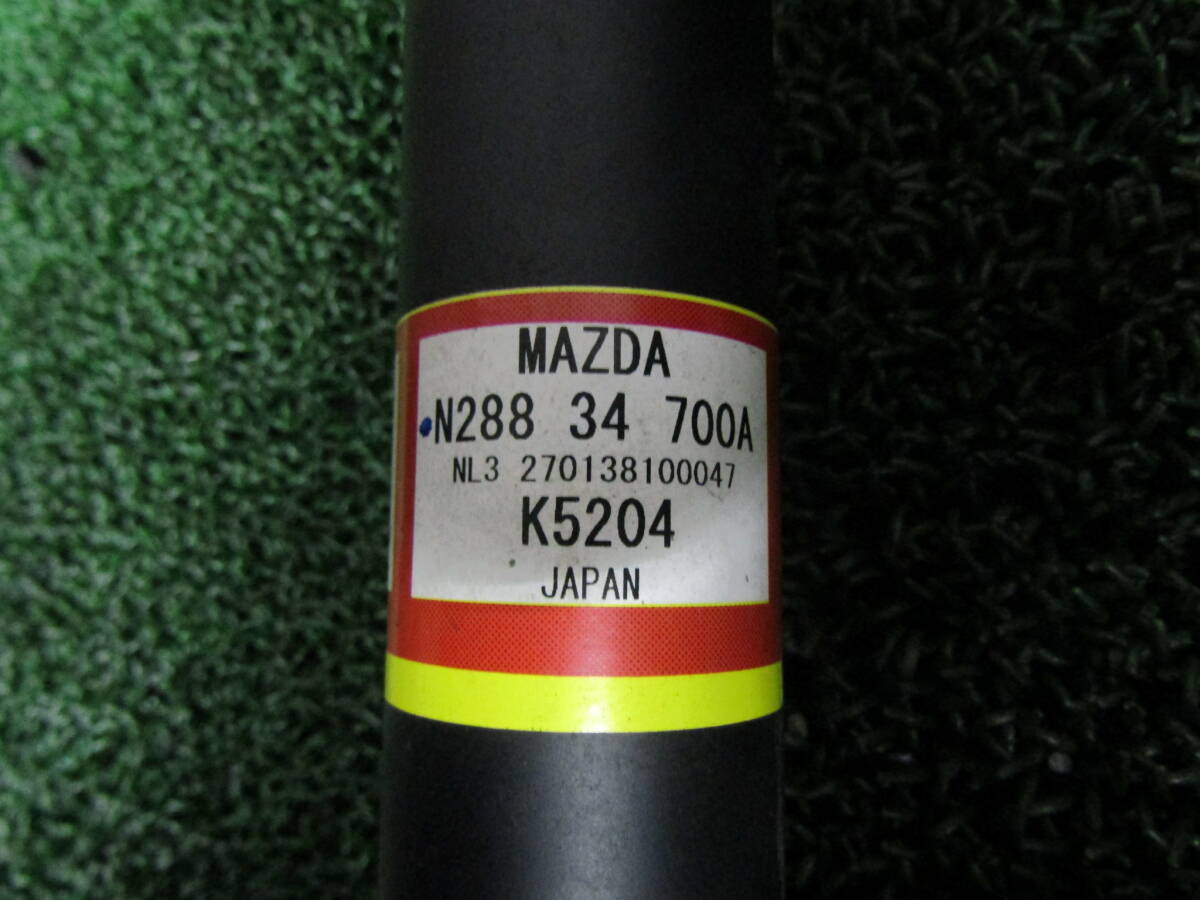 MAZDA
N288 34 700A
NL3 270138100047
K5204
JAPAN